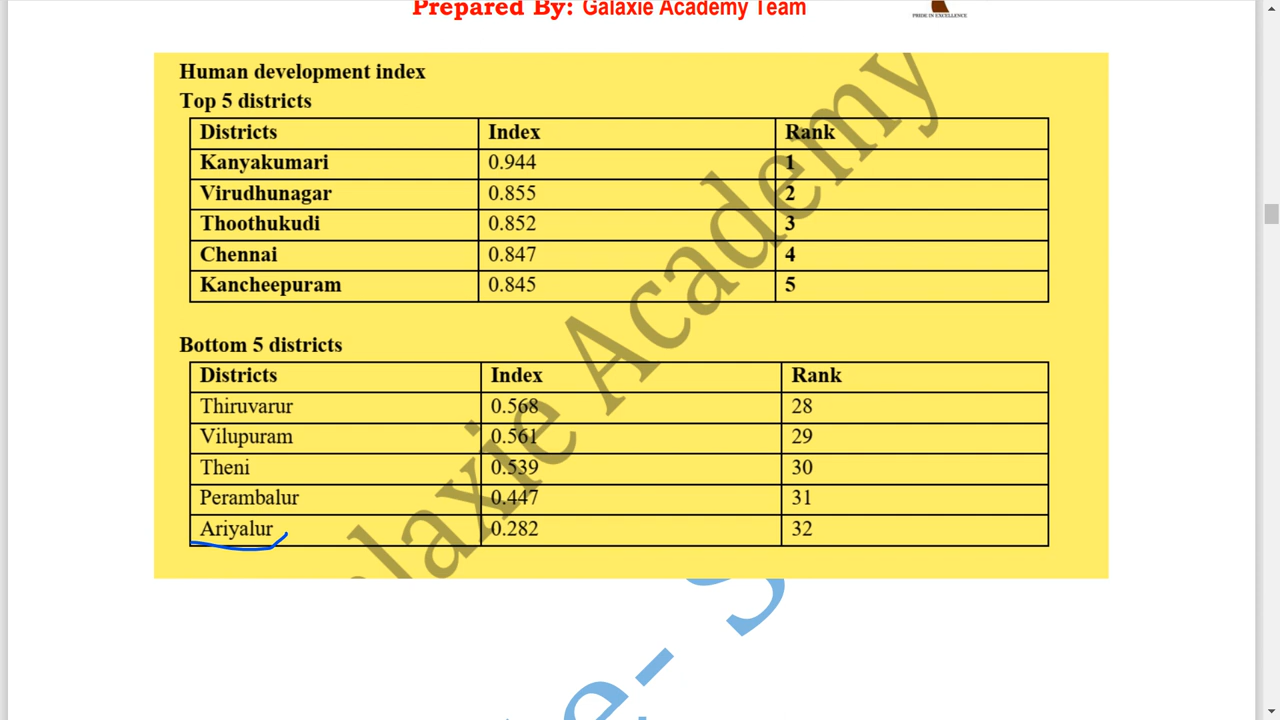 Prepared By: Galaxie Academy Team
PRIDE IN EXCELLENCE
Human development index
Top 5 districts
Districts Index Rank
Kanyakumari 0.944 1
Virudhunagar 0.855 2
Thoothukudi 0.852 3
Chennai 0.847 4
Kancheepuram 0.845 5
Bottom 5 districts
Districts Index Rank
Thiruvarur 0.568 28
Vilupuram 0.561 29
Theni 0.539 30
Perambalur 0.447 31
Ariyalur 0.282 32